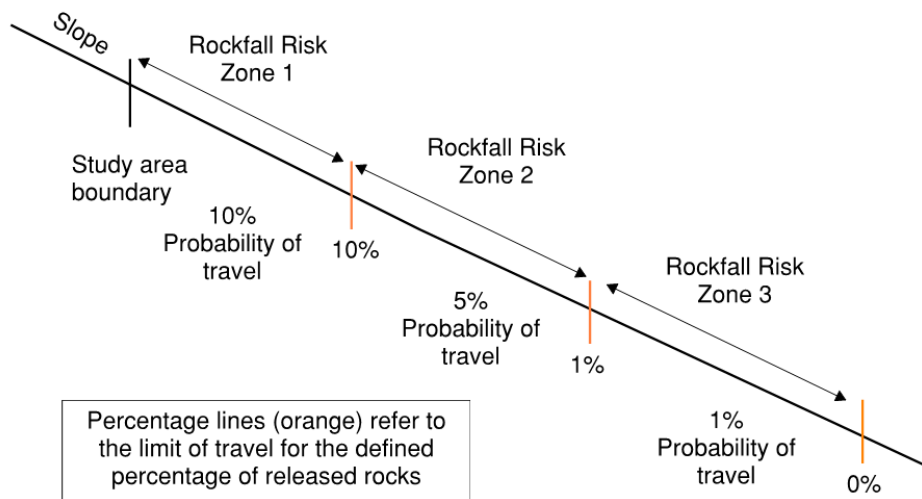 Slope
Rockfall Risk
Zone 1
Study area
boundary
Rockfall Risk
Zone 2
10%
Probability of
travel
10%
Rockfall Risk
Zone 3
5%
Probability of
travel
1%
Percentage lines (orange) refer to
the limit of travel for the defined
percentage of released rocks
1%
Probability of
travel
0%